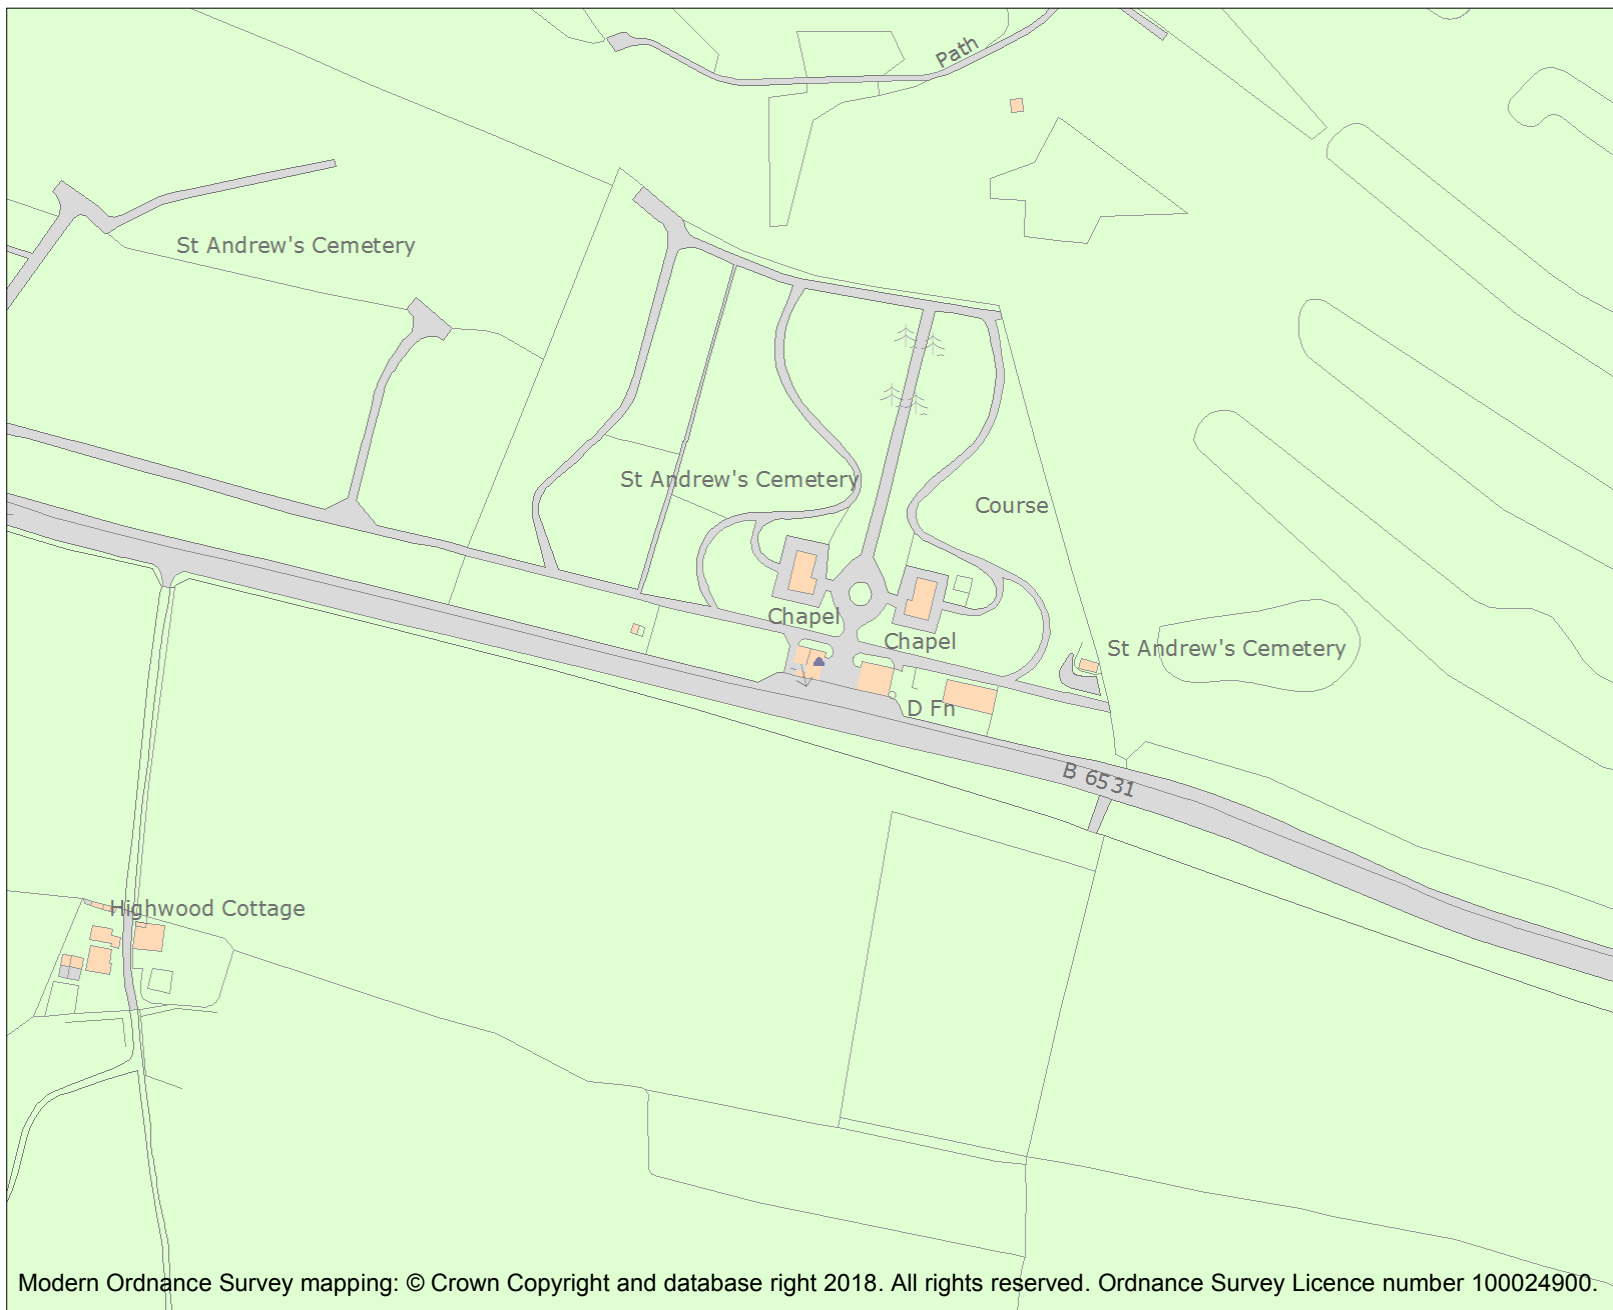 Path
St Andrew's Cemetery
St Andrew's Cemetery
Course
Chapel
Chapel
St Andrew's Cemetery
D Fn
B 6531
Highwood Cottage
Modern Ordnance Survey mapping: © Crown Copyright and database right 2018. All rights reserved. Ordnance Survey Licence number 100024900.